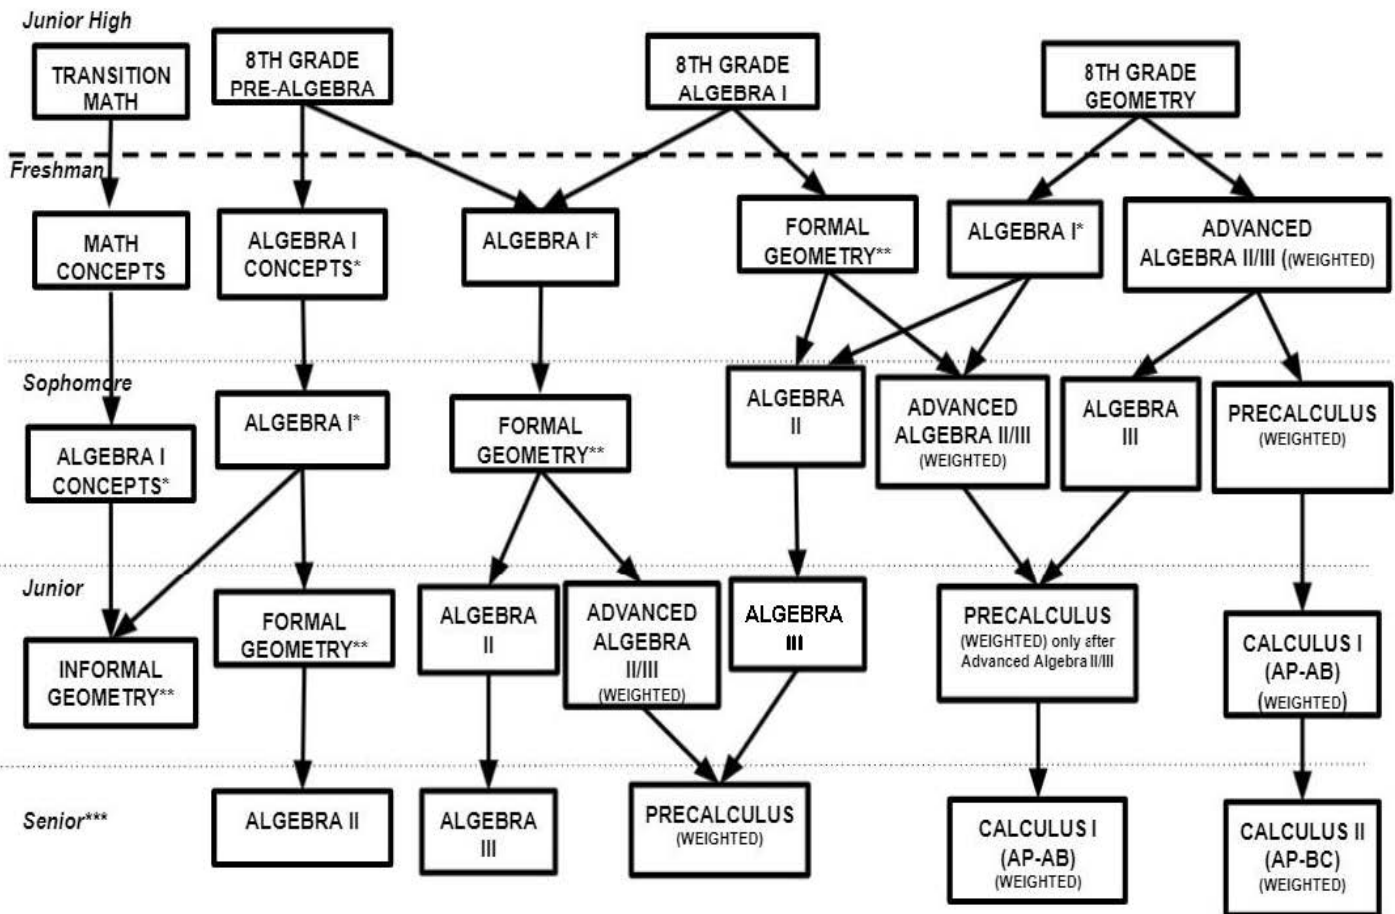 Junior High
TRANSITION
MATH
8TH GRADE
PRE-ALGEBRA
8TH GRADE
ALGEBRA I
8TH GRADE
GEOMETRY
Freshman
MATH
CONCEPTS
ALGEBRA I
CONCEPTS*
ALGEBRA I*
FORMAL
GEOMETRY**
ALGEBRA I*
ADVANCED
ALGEBRA II/III ((WEIGHTED)
Sophomore
ALGEBRA I
CONCEPTS*
ALGEBRA I*
FORMAL
GEOMETRY**
ALGEBRA
II
ADVANCED
ALGEBRA II/III
(WEIGHTED)
ALGEBRA
III
PRECALCULUS
(WEIGHTED)
Junior
INFORMAL
GEOMETRY**
FORMAL
GEOMETRY**
ALGEBRA
II
ADVANCED
ALGEBRA
II/III
(WEIGHTED)
ALGEBRA
III
PRECALCULUS
(WEIGHTED) only after
Advanced Algebra II/III
CALCULUS I
(AP-AB)
(WEIGHTED)
Senior***
ALGEBRA II
ALGEBRA
III
PRECALCULUS
(WEIGHTED)
CALCULUS I
(AP-AB)
(WEIGHTED)
CALCULUS II
(AP-BC)
(WEIGHTED)